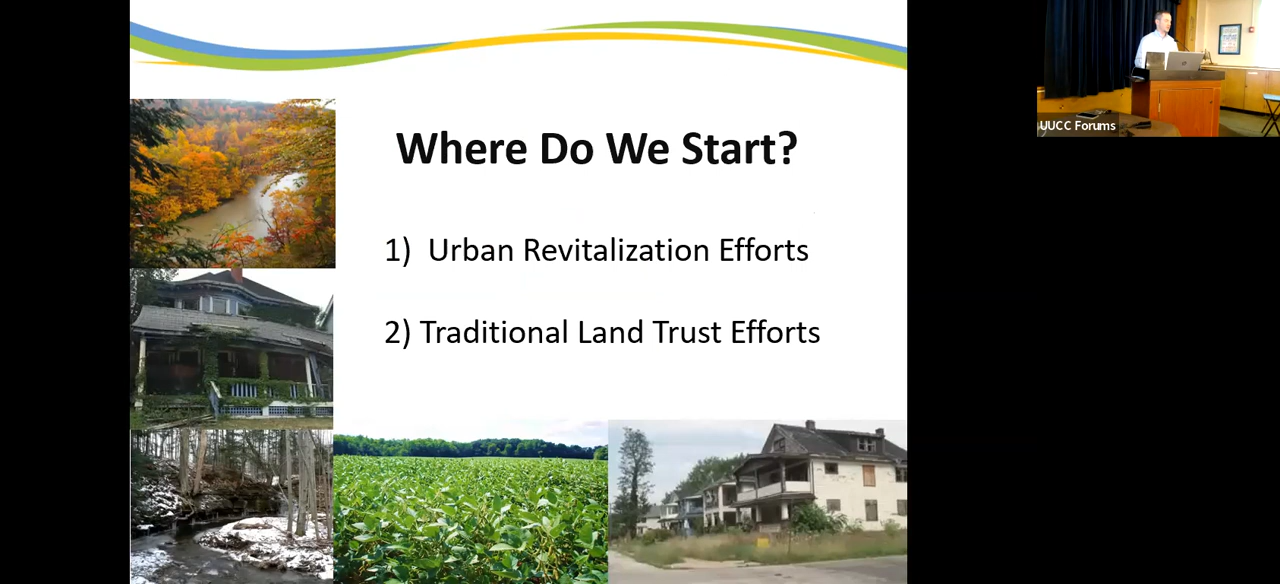 Where Do We Start?
1) Urban Revitalization Efforts
2) Traditional Land Trust Efforts
UUCC Forums